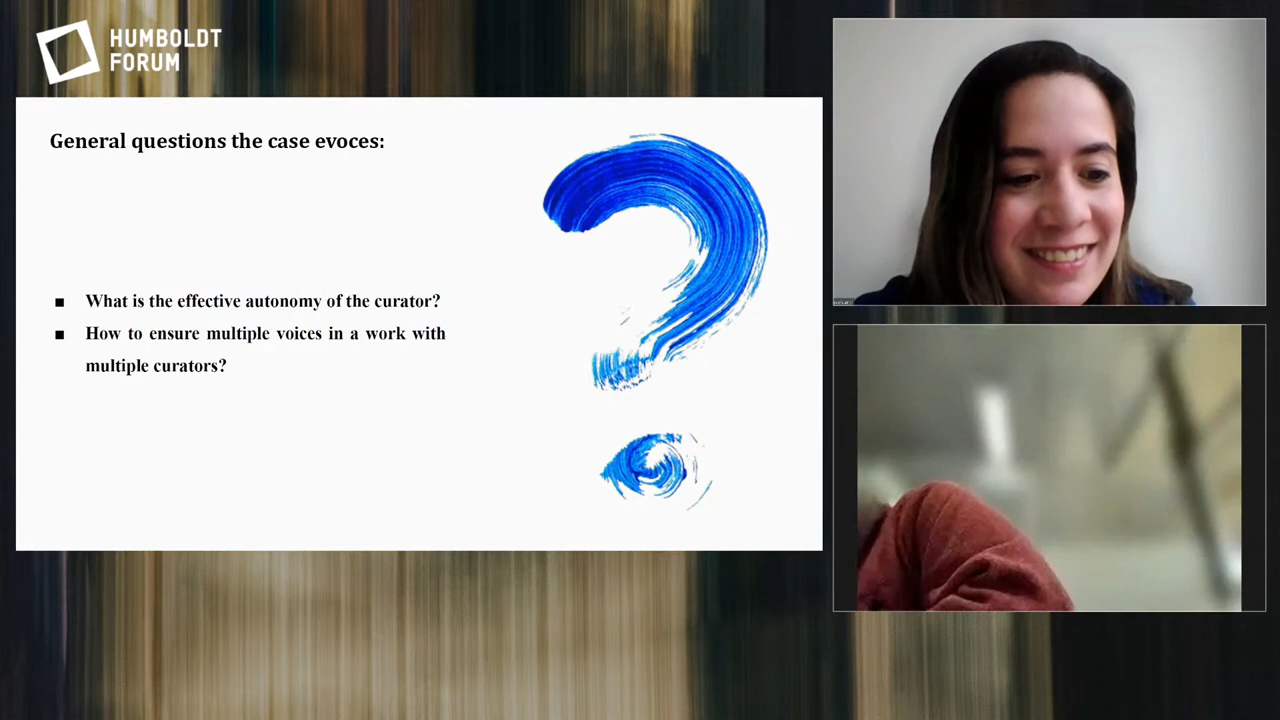 HUMBOLDT
FORUM
General questions the case evoces:
■ What is the effective autonomy of the curator?
■ How to ensure multiple voices in a work with
multiple curators?